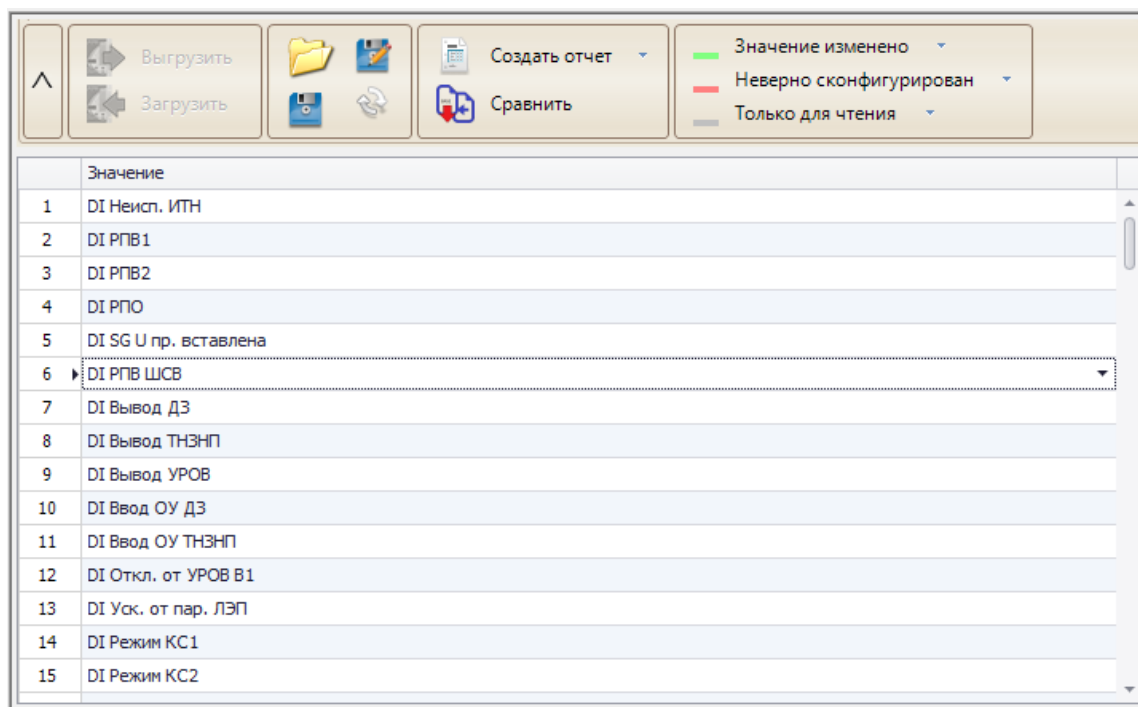 Выгрузить
Загрузить
Создать отчет
Сравнить
Значение изменено
Неверно сконфигурирован
Только для чтения
Значение
1 DI Неисп. ИТН
2 DI РПВ1
3 DI РПВ2
4 DI РПО
5 DI SG U пр. вставлена
6 DI РПВ ШСВ
7 DI Вывод ДЗ
8 DI Вывод ТНЗНП
9 DI Вывод УРОВ
10 DI Ввод ОУ ДЗ
11 DI Ввод ОУ ТНЗНП
12 DI Откл. от УРОВ В1
13 DI Уск. от пар. ЛЭП
14 DI Режим КС1
15 DI Режим КС2